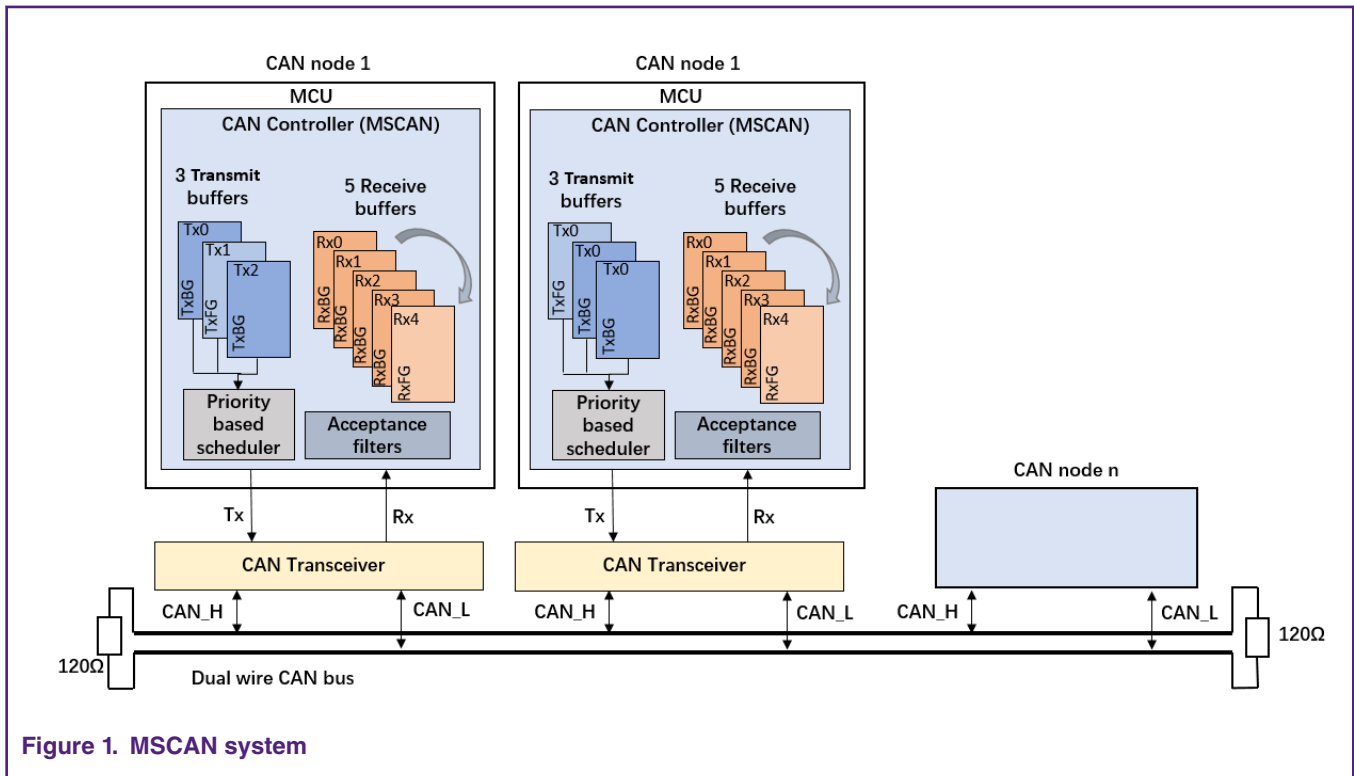 CAN node 1
MCU
CAN Controller (MSCAN)
3 Transmit
buffers
5 Receive
buffers
Tx0
TxBG
Tx1
TxFG
Tx2
TxBG
Rx0
RxBG
Rx1
RxBG
Rx2
RxBG
Rx3
RxBG
Rx4
RxFG
Priority
based
scheduler
Acceptance
filters
Tx
Rx
CAN Transceiver
CAN_H
CAN_L
CAN node 1
MCU
CAN Controller (MSCAN)
3 Transmit
buffers
5 Receive
buffers
Tx0
TxFG
Tx0
TxBG
Tx0
TxBG
Rx0
RxBG
Rx1
RxBG
Rx2
RxBG
Rx3
RxBG
Rx4
RxFG
Priority
based
scheduler
Acceptance
filters
Tx
Rx
CAN Transceiver
CAN_H
CAN_L
CAN node n
CAN_H
CAN_L
120Ω
120Ω
Dual wire CAN bus
Figure 1. MSCAN system